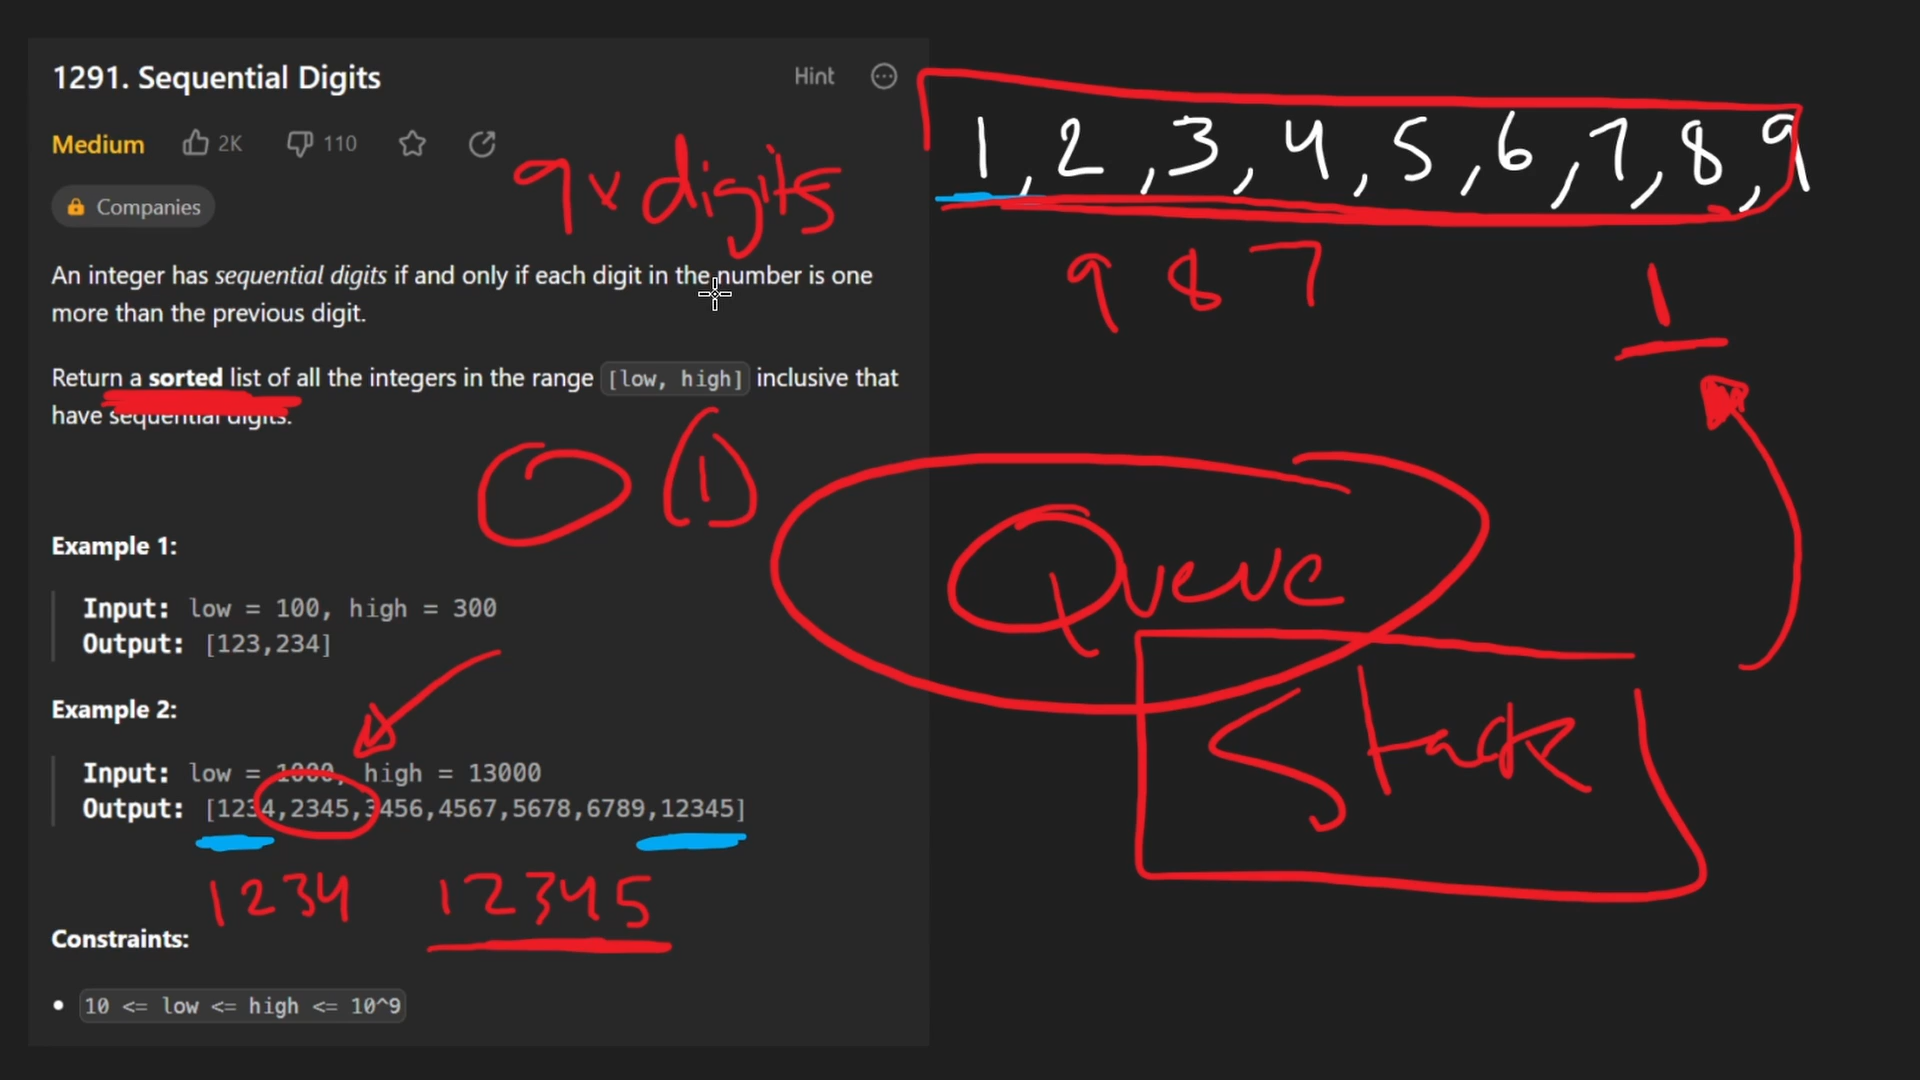 1291. Sequential Digits
Hint
Medium
2K
110
Companies
9 x digits
An integer has sequential digits if and only if each digit in the number is one
more than the previous digit.
Return a sorted list of all the integers in the range [low, high] inclusive that
have sequential digits.
O (1)
Example 1:
Input: low = 100, high = 300
Output: [123,234]
Example 2:
Input: low = 1000, high = 13000
Output: [1234,2345,3456,4567,5678,6789,12345]
1234 12345
Constraints:
10 <= low <= high <= 10^9
1,2,3,4,5,6,7,8,9
9 8 7
1
Queue
Stack